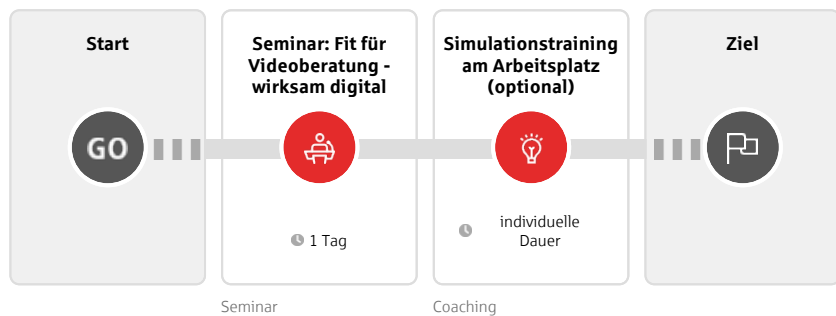 Start
GO
Seminar: Fit für
Videoberatung -
wirksam digital
1 Tag
Seminar
Simulationstraining
am Arbeitsplatz
(optional)
individuelle
Dauer
Coaching
Ziel